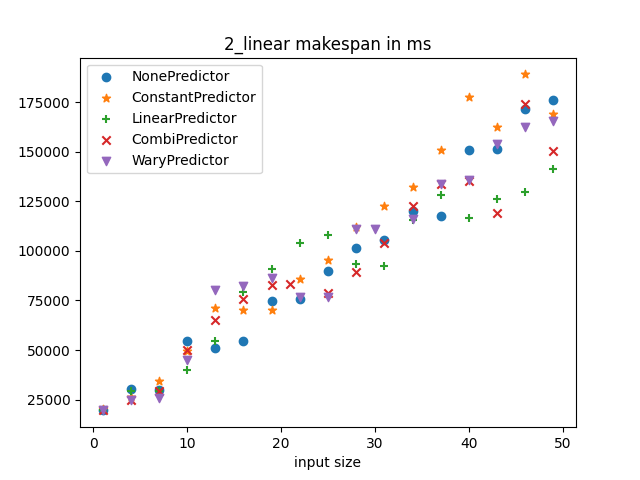 2_linear makespan in ms
NonePredictor
ConstantPredictor
LinearPredictor
CombiPredictor
WaryPredictor
175000
150000
125000
100000
75000
50000
25000
0 10 20 30 40 50
input size